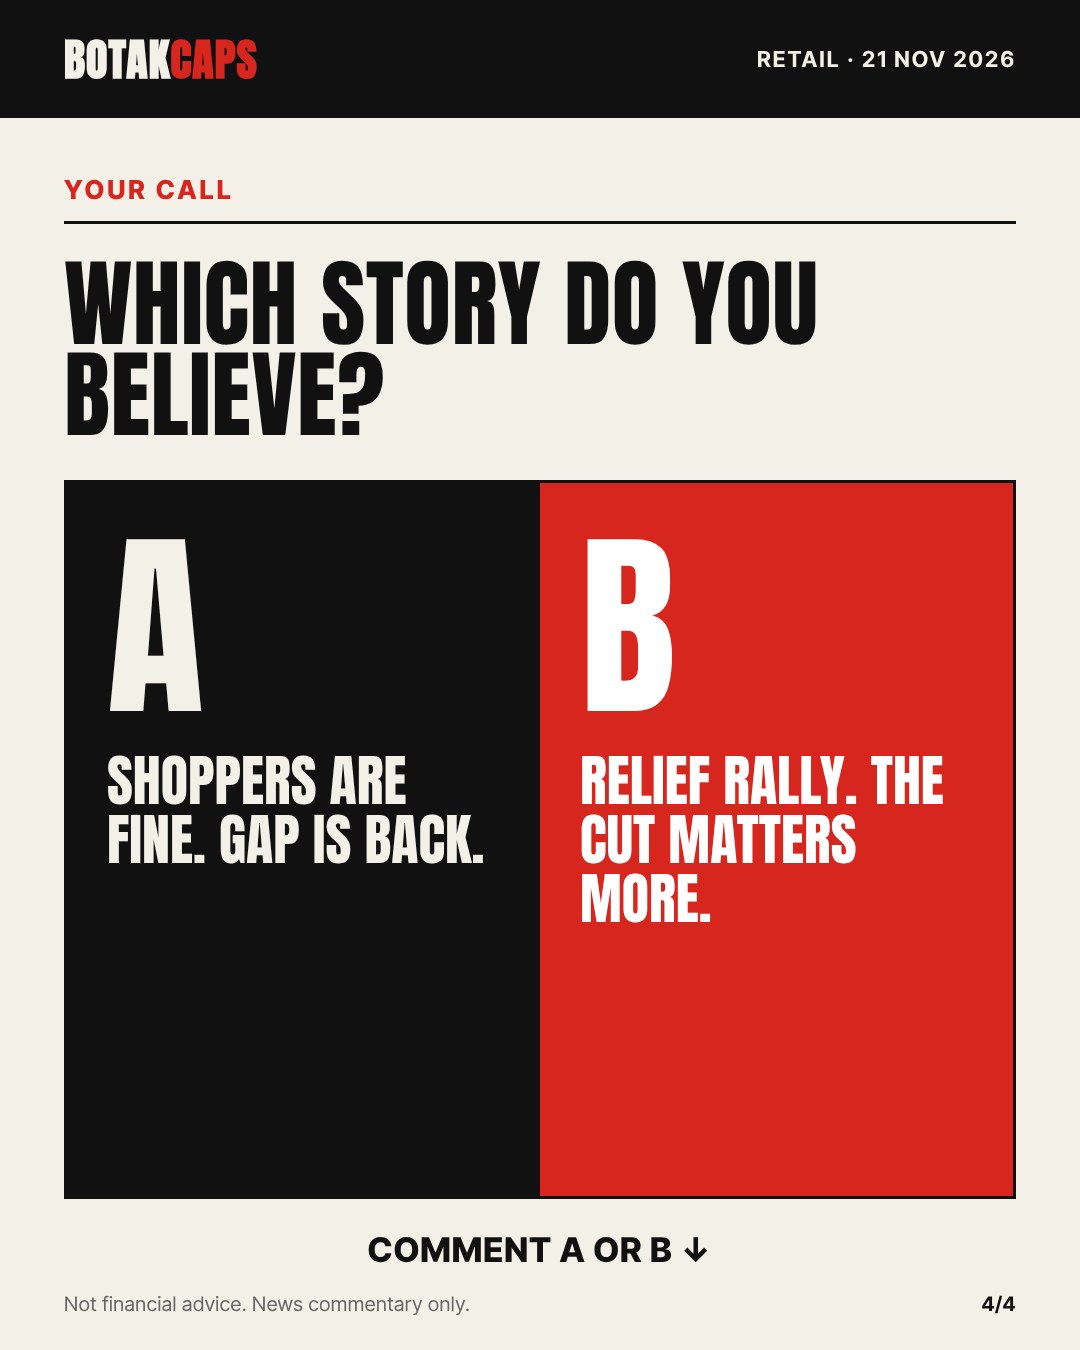 BOTAKCAPS
RETAIL · 21 NOV 2026
YOUR CALL
WHICH STORY DO YOU
BELIEVE?
A
SHOPPERS ARE
FINE. GAP IS BACK.
B
RELIEF RALLY. THE
CUT MATTERS
MORE.
COMMENT A OR B ↓
Not financial advice. News commentary only.
4/4